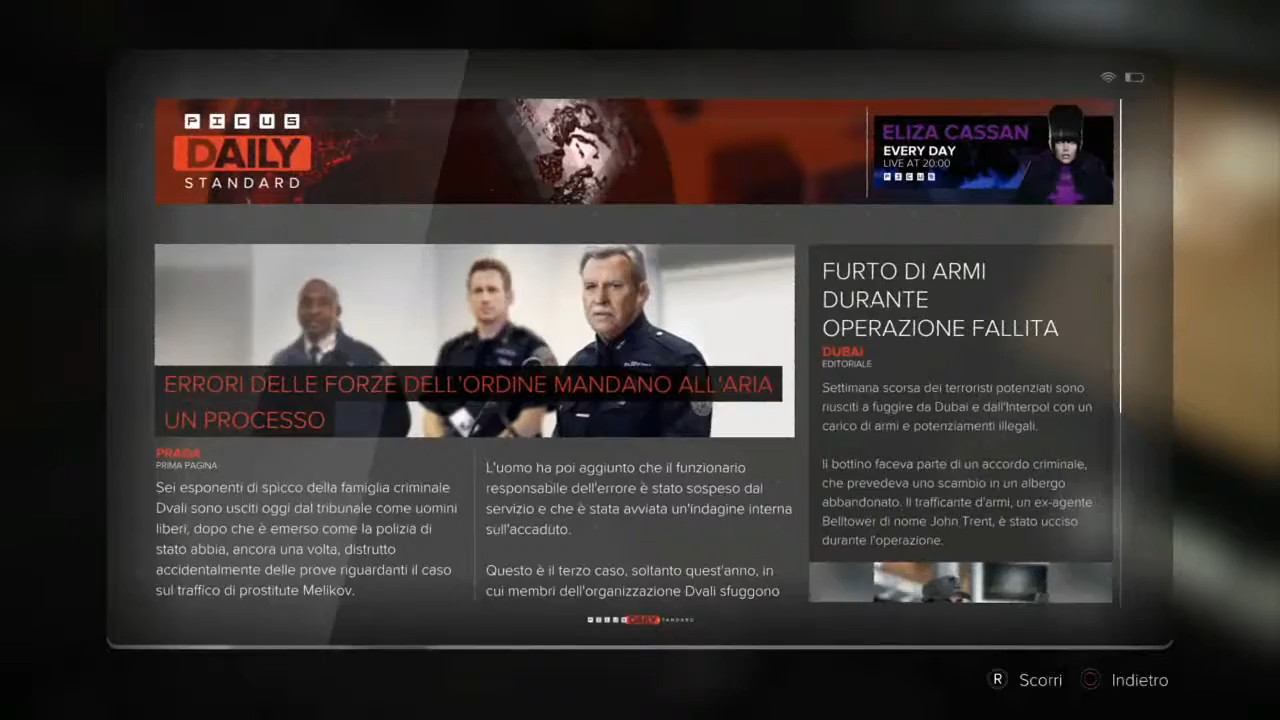 PICUS
DAILY
STANDARD
ELIZA CASSAN
EVERY DAY
LIVE AT 20:00
PICUS
ERRORI DELLE FORZE DELL'ORDINE MANDANO ALL'ARIA
UN PROCESSO
PRAGA
PRIMA PAGINA
Sei esponenti di spicco della famiglia criminale
Dvali sono usciti oggi dal tribunale come uomini
liberi, dopo che è emerso come la polizia di
stato abbia, ancora una volta, distrutto
accidentalmente delle prove riguardanti il caso
sul traffico di prostitute Melikov.
L'uomo ha poi aggiunto che il funzionario
responsabile dell'errore è stato sospeso dal
servizio e che è stata avviata un'indagine interna
sull'accaduto.
Questo è il terzo caso, soltanto quest'anno, in
cui membri dell'organizzazione Dvali sfuggono
FURTO DI ARMI
DURANTE
OPERAZIONE FALLITA
DUBAI
EDITORIALE
Settimana scorsa dei terroristi potenziati sono
riusciti a fuggire da Dubai e dall'Interpol con un
carico di armi e potenziamenti illegali.
Il bottino faceva parte di un accordo criminale,
che prevedeva uno scambio in un albergo
abbandonato. Il trafficante d'armi, un ex-agente
Belltower di nome John Trent, è stato ucciso
durante l'operazione.
PICUS DAILY STANDARD
R Scorri Indietro